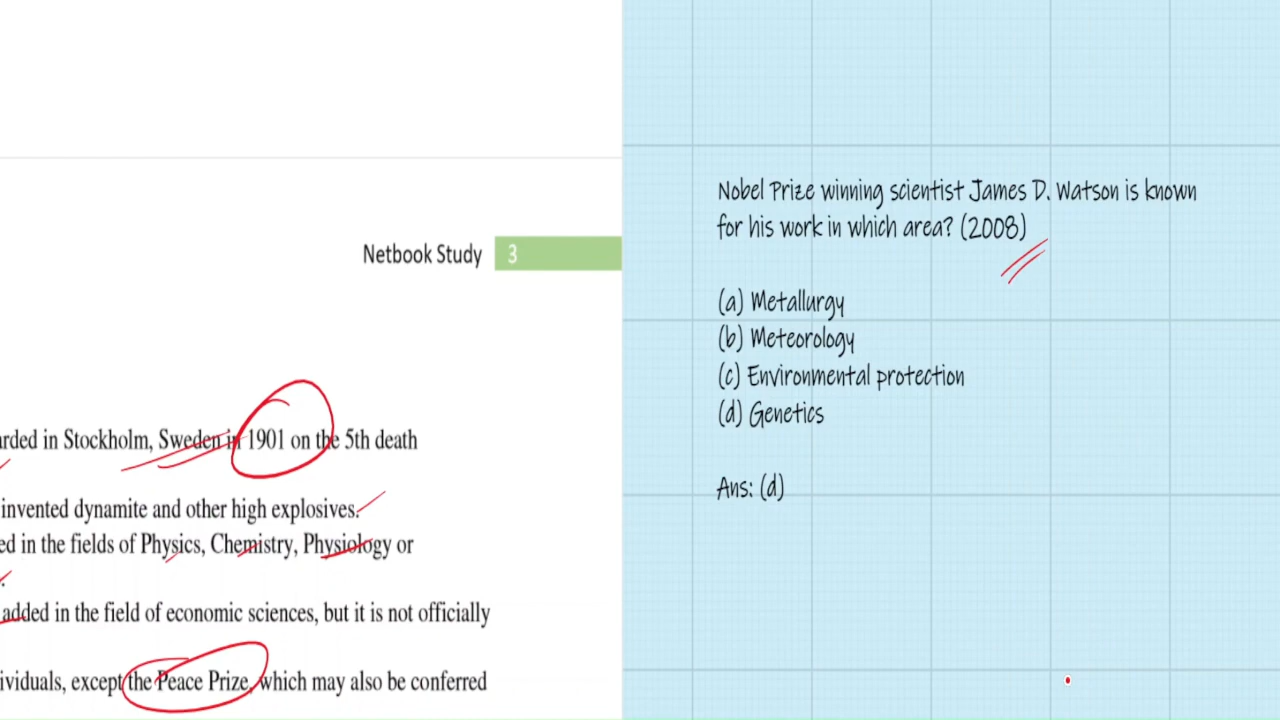 Netbook Study 3
arded in Stockholm, Sweden in 1901 on the 5th death
invented dynamite and other high explosives.
ed in the fields of Physics, Chemistry, Physiology or
.
added in the field of economic sciences, but it is not officially
ividuals, except the Peace Prize, which may also be conferred
Nobel Prize winning scientist James D. Watson is known
for his work in which area? (2008)
(a) Metallurgy
(b) Meteorology
(c) Environmental protection
(d) Genetics
Ans: (d)